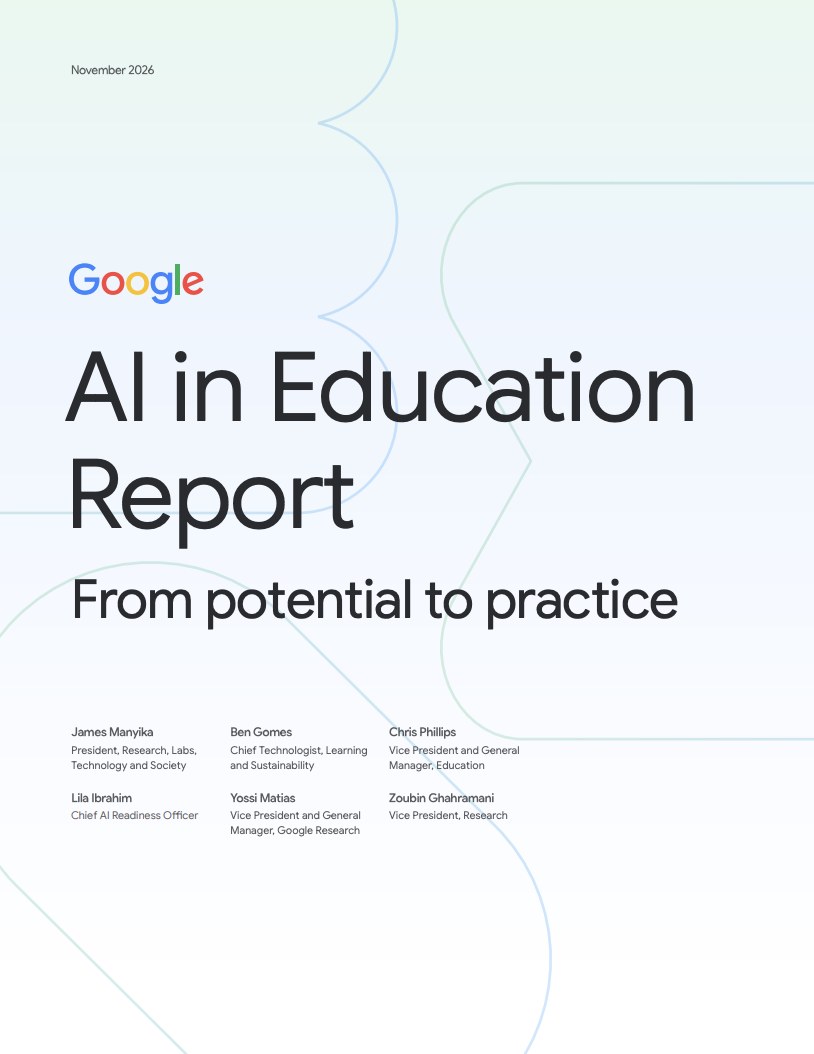 November 2026
Google
AI in Education
Report
From potential to practice
James Manyika
President, Research, Labs,
Technology and Society
Ben Gomes
Chief Technologist, Learning
and Sustainability
Chris Phillips
Vice President and General
Manager, Education
Lila Ibrahim
Chief AI Readiness Officer
Yossi Matias
Vice President and General
Manager, Google Research
Zoubin Ghahramani
Vice President, Research